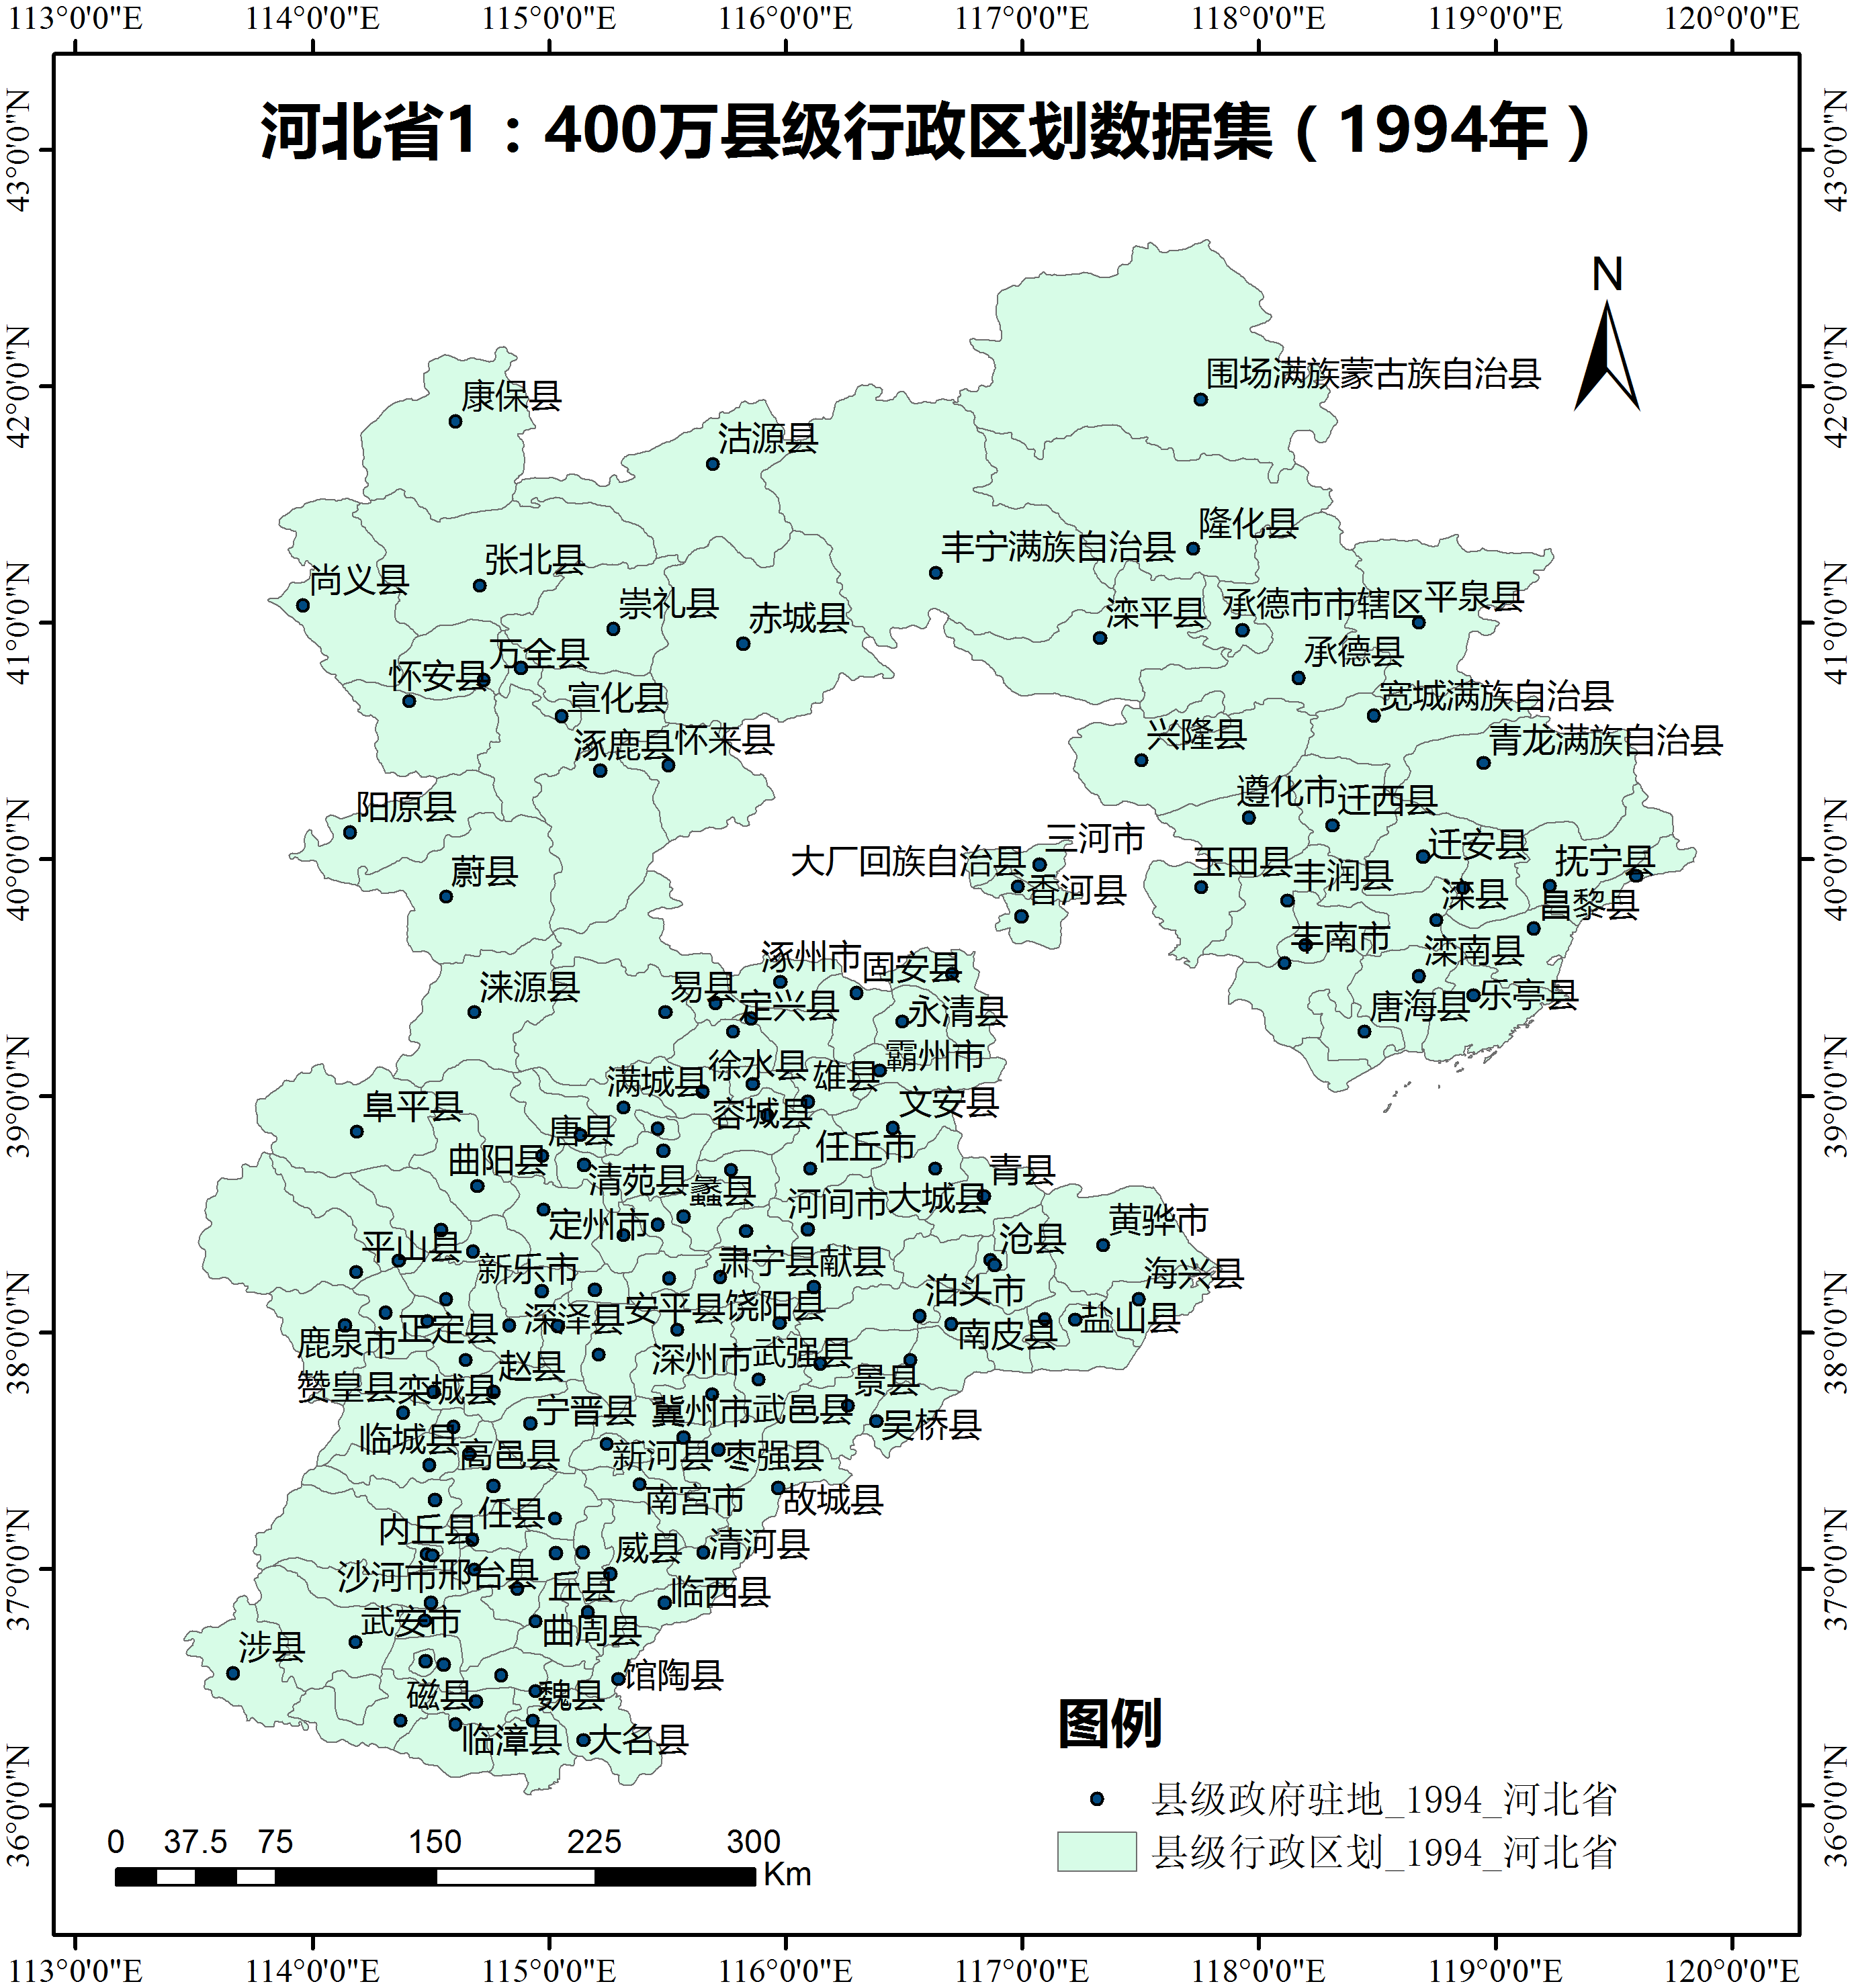 113°0'0"E 114°0'0"E 115°0'0"E 116°0'0"E 117°0'0"E 118°0'0"E 119°0'0"E 120°0'0"E
河北省1：400万县级行政区划数据集（1994年）
43°0'0"N 43°0'0"N
N
围场满族蒙古族自治县
康保县
42°0'0"N 42°0'0"N
沽源县
隆化县
丰宁满族自治县
张北县
尚义县
平泉县
崇礼县
承德市市辖区
滦平县
赤城县
41°0'0"N 41°0'0"N
万全县
承德县
怀安县
宣化县
宽城满族自治县
涿鹿县
怀来县
兴隆县
青龙满族自治县
遵化市
迁西县
阳原县
三河市
40°0'0"N 40°0'0"N
迁安县
大厂回族自治县
玉田县
抚宁县
蔚县
丰润县
香河县
滦县
昌黎县
丰南市
滦南县
涿州市
固安县
涞源县
易县
乐亭县
定兴县
唐海县
永清县
霸州市
徐水县
满城县
雄县
39°0'0"N 39°0'0"N
阜平县
容城县
文安县
唐县
任丘市
曲阳县
青县
清苑县
蠡县
大城县
河间市
定州市
黄骅市
平山县
沧县
新乐市
肃宁县
献县
海兴县
泊头市
安平县
饶阳县
深泽县
38°0'0"N 38°0'0"N
正定县
盐山县
鹿泉市
南皮县
深州市
武强县
赵县
景县
赞皇县
栾城县
宁晋县
冀州市
武邑县
吴桥县
临城县
高邑县
新河县
枣强县
南宫市
故城县
任县
内丘县
威县
清河县
37°0'0"N 37°0'0"N
沙河市
邢台县
丘县
临西县
武安市
曲周县
涉县
馆陶县
磁县
魏县
临漳县
大名县
图例
县级政府驻地_1994_河北省
县级行政区划_1994_河北省
36°0'0"N 36°0'0"N
0 37.5 75 150 225 300
Km
113°0'0"E 114°0'0"E 115°0'0"E 116°0'0"E 117°0'0"E 118°0'0"E 119°0'0"E 120°0'0"E